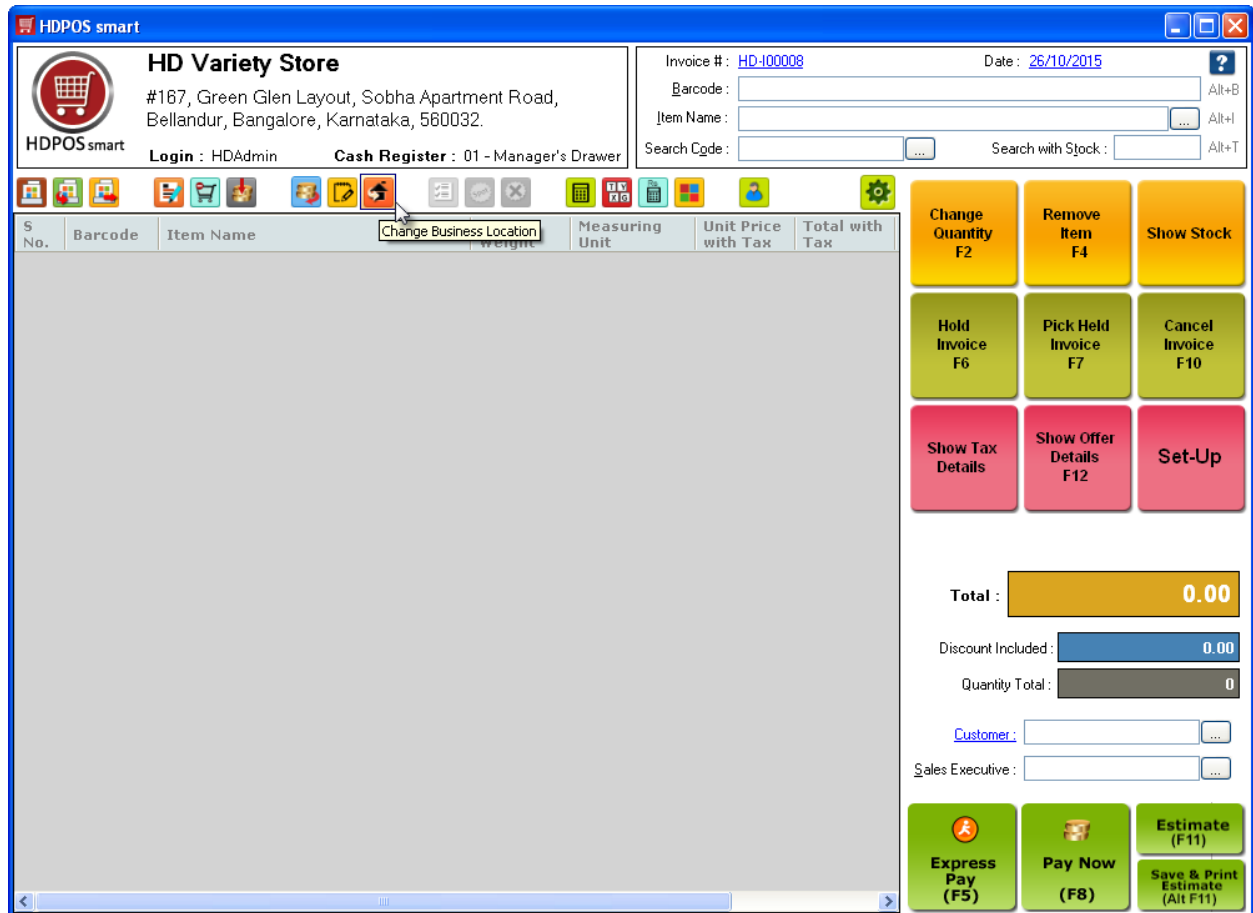 HDPOS smart
HD Variety Store
#167, Green Glen Layout, Sobha Apartment Road,
Bellandur, Bangalore, Karnataka, 560032.
HDPOS smart
Login : HDAdmin Cash Register : 01 - Manager's Drawer
Invoice # : HD-I00008 Date : 26/10/2015 ?
Barcode : Alt+B
Item Name : ... Alt+I
Search Code : ... Search with Stock : Alt+T
S No. Barcode Item Name Weight Measuring Unit Unit Price with Tax Total with Tax
Change Business Location
Change
Quantity
F2
Remove
Item
F4
Show Stock
Hold
Invoice
F6
Pick Held
Invoice
F7
Cancel
Invoice
F10
Show Tax
Details
Show Offer
Details
F12
Set-Up
Total : 0.00
Discount Included : 0.00
Quantity Total : 0
Customer : ...
Sales Executive : ...
Express
Pay
(F5)
Pay Now
(F8)
Estimate
(F11)
Save & Print
Estimate
(Alt F11)